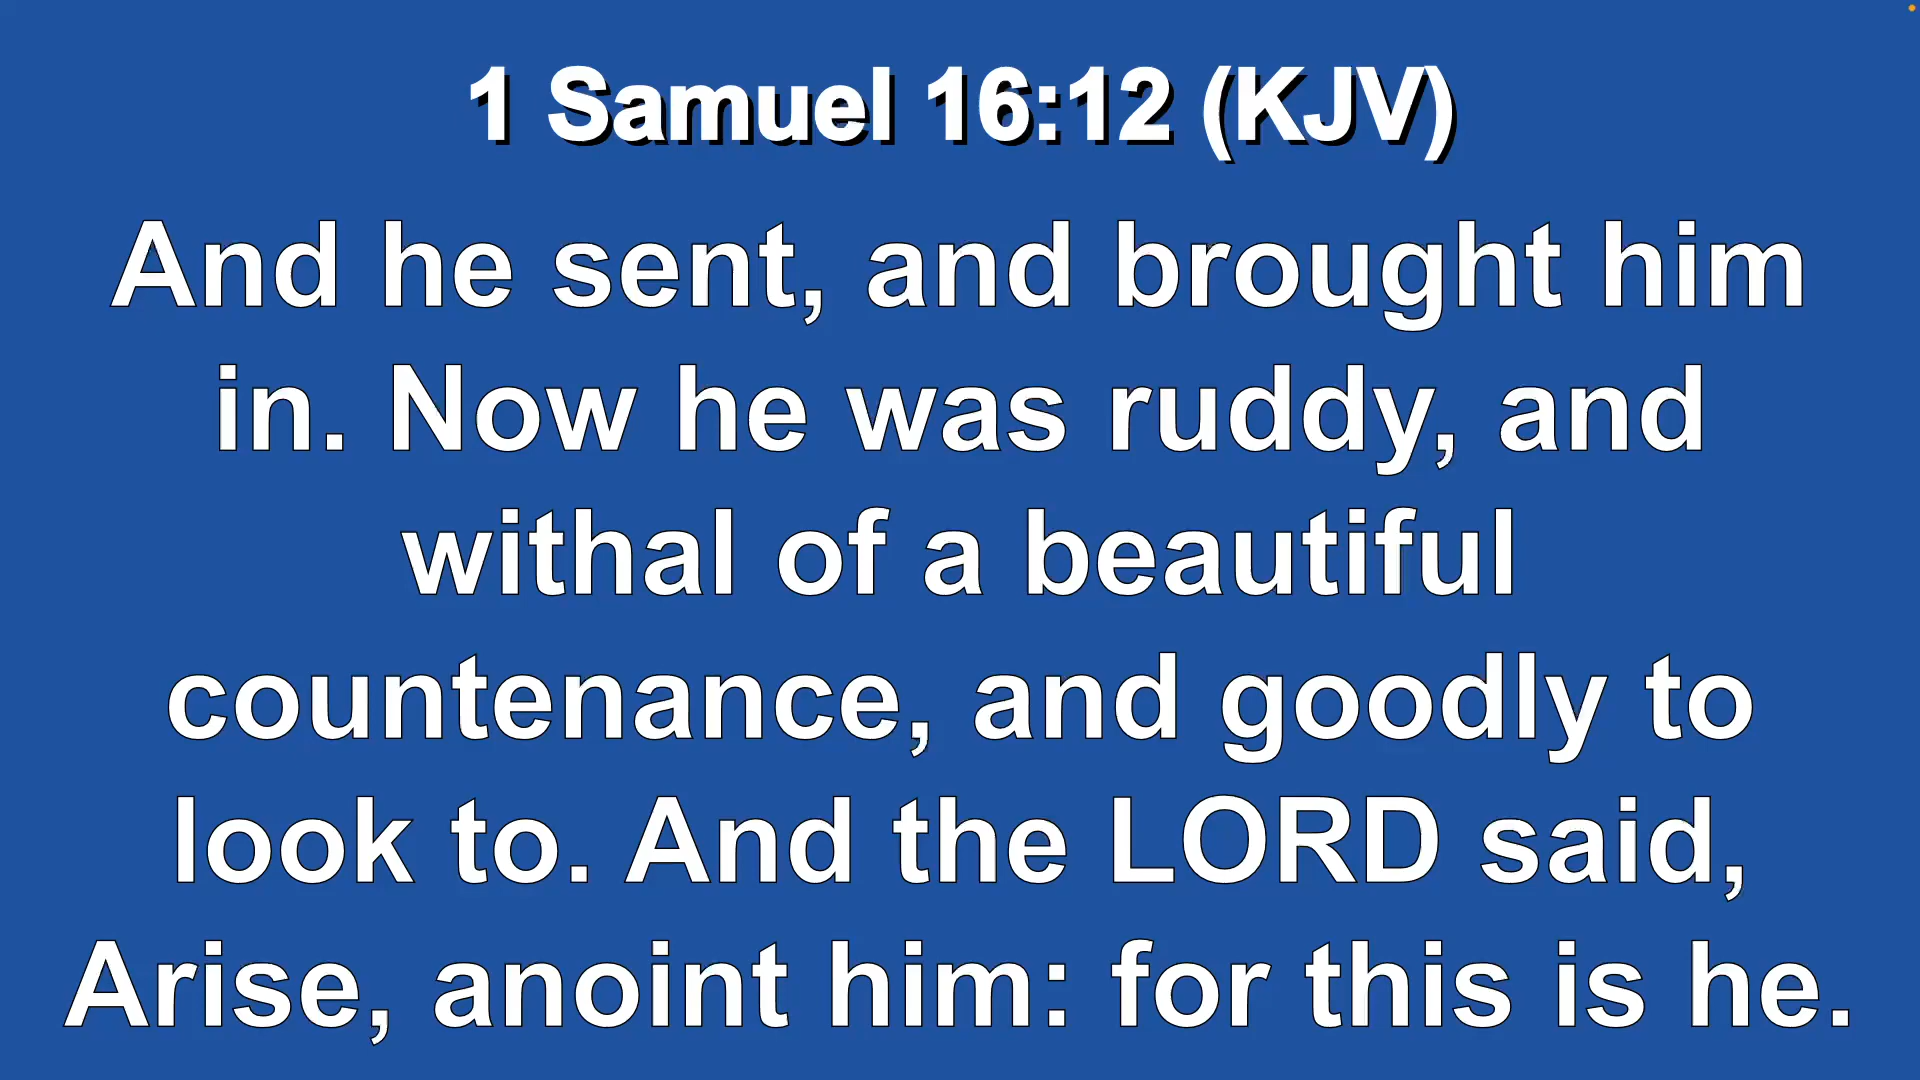 1 Samuel 16:12 (KJV)
And he sent, and brought him
in. Now he was ruddy, and
withal of a beautiful
countenance, and goodly to
look to. And the LORD said,
Arise, anoint him: for this is he.